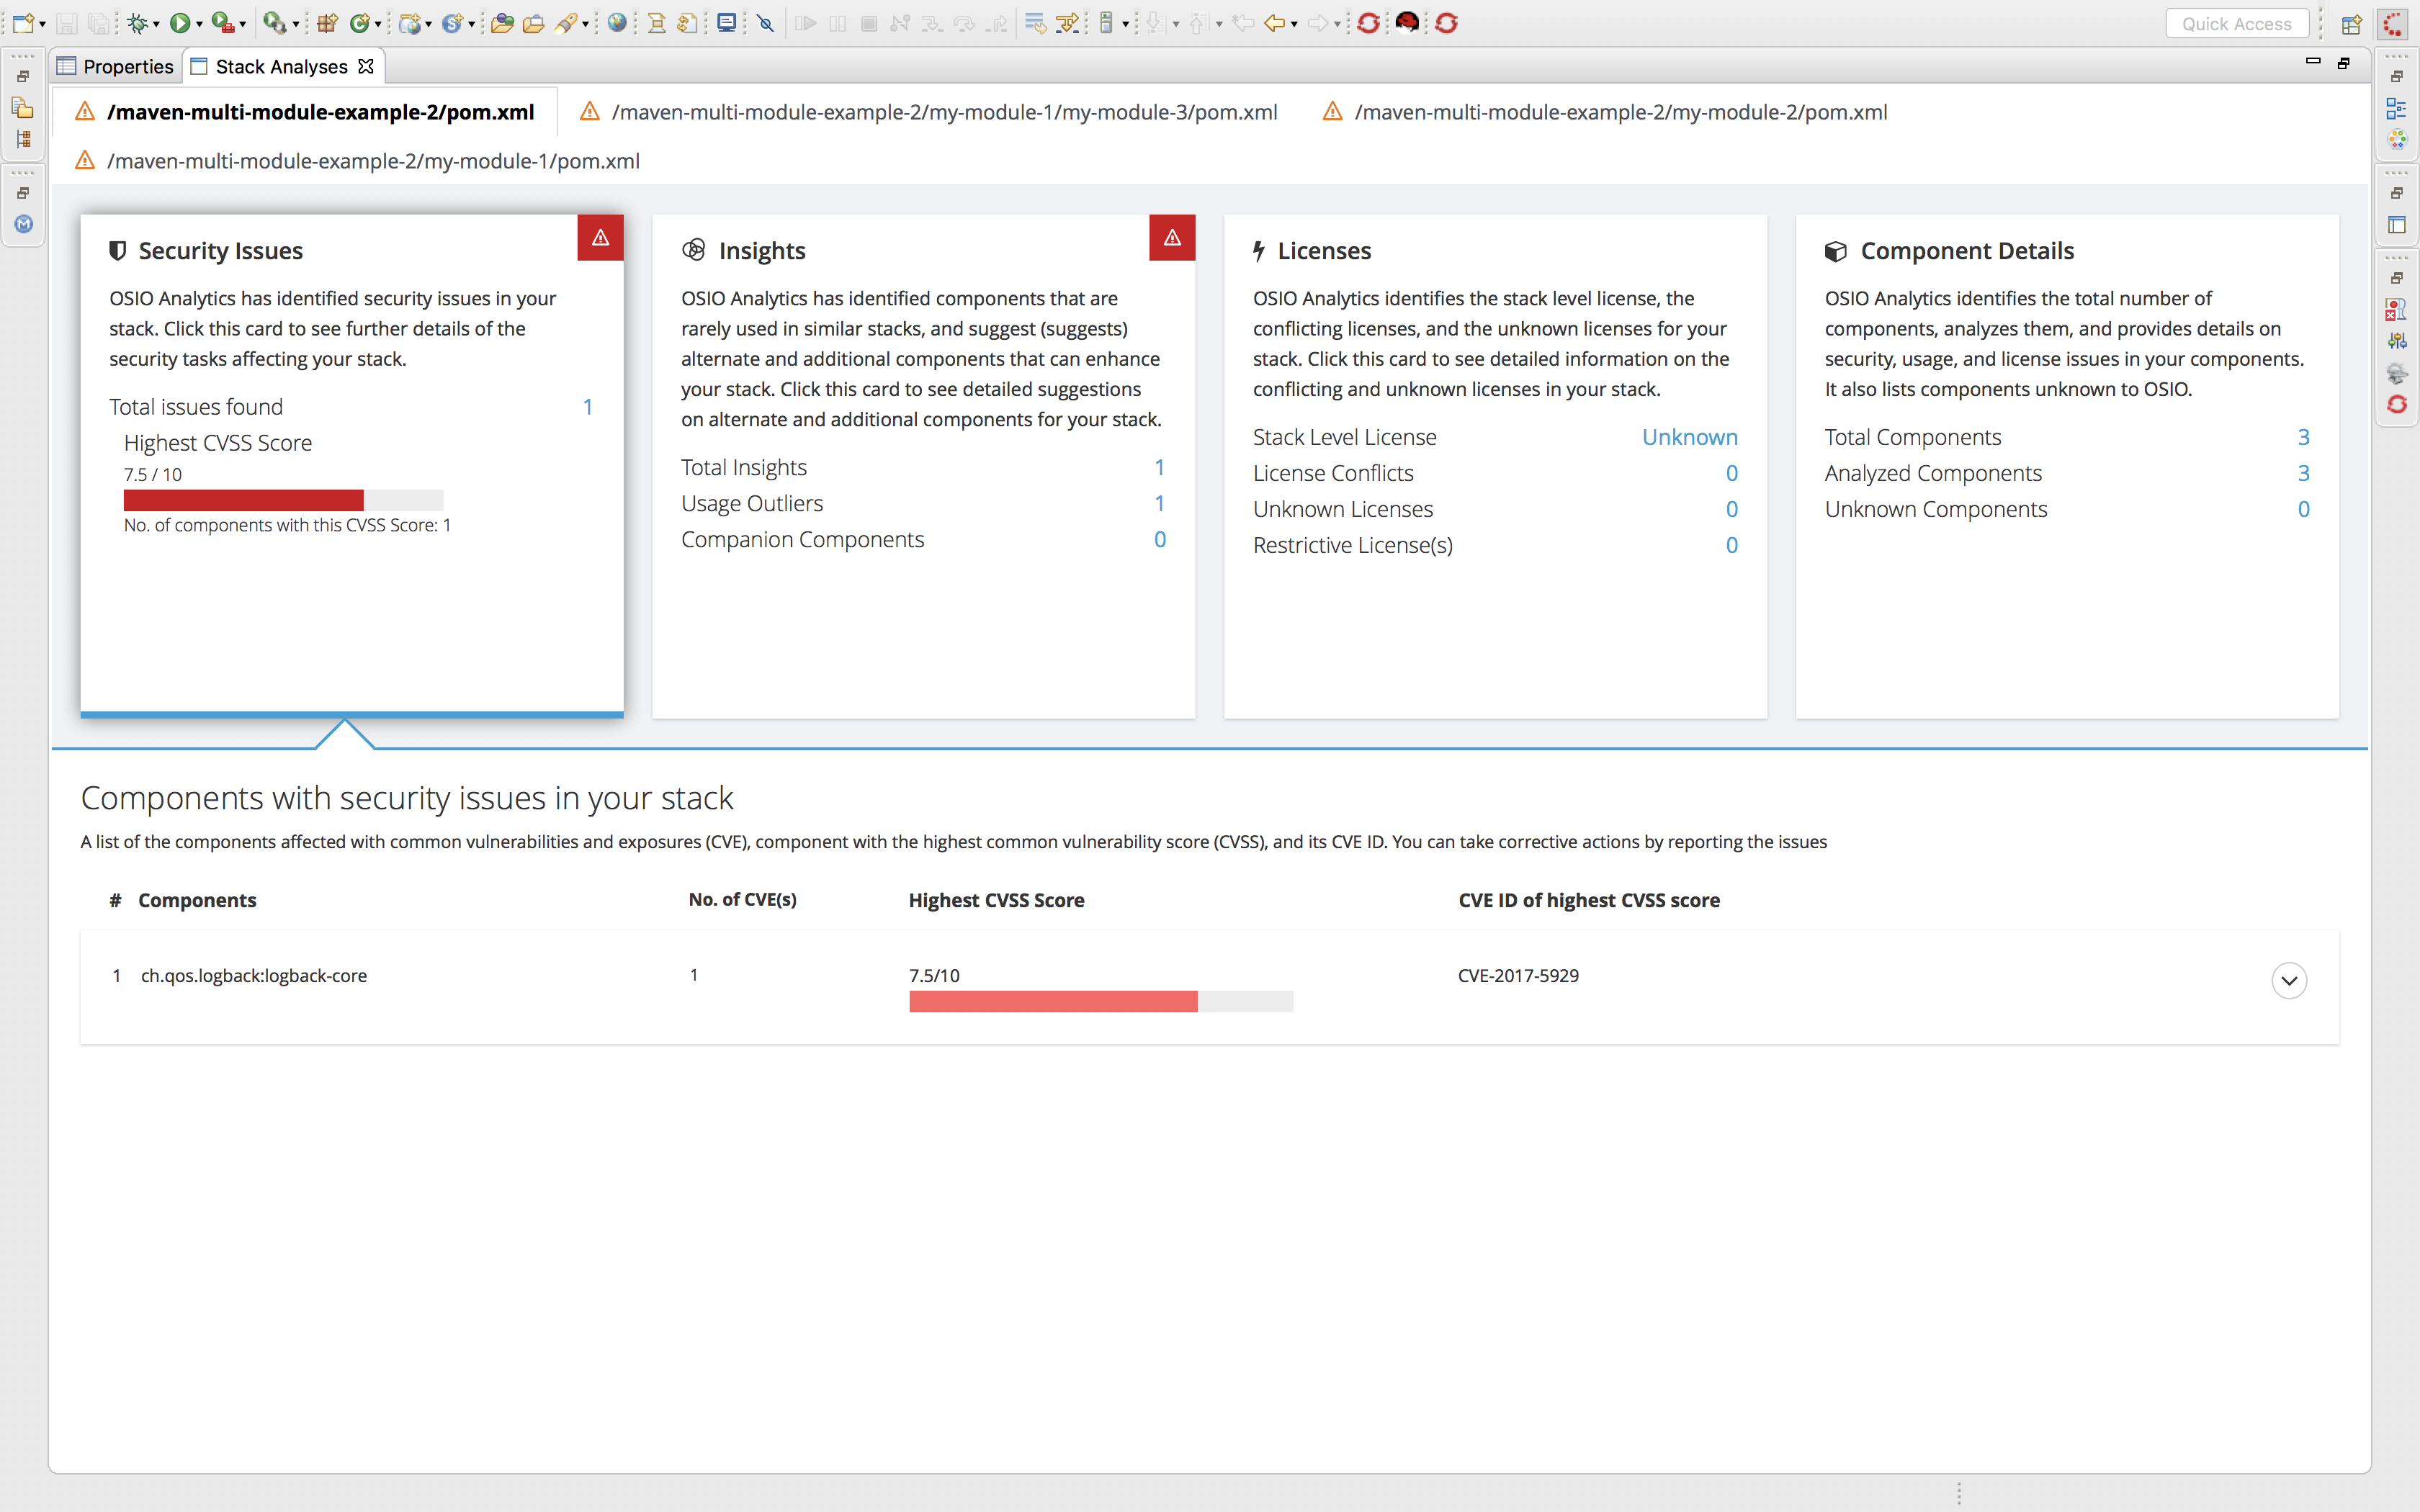 Quick Access
Properties
Stack Analyses
/maven-multi-module-example-2/pom.xml
/maven-multi-module-example-2/my-module-1/my-module-3/pom.xml
/maven-multi-module-example-2/my-module-2/pom.xml
/maven-multi-module-example-2/my-module-1/pom.xml
Security Issues
OSIO Analytics has identified security issues in your
stack. Click this card to see further details of the
security tasks affecting your stack.
Total issues found 1
Highest CVSS Score
7.5 / 10
No. of components with this CVSS Score: 1
Insights
OSIO Analytics has identified components that are
rarely used in similar stacks, and suggest (suggests)
alternate and additional components that can enhance
your stack. Click this card to see detailed suggestions
on alternate and additional components for your stack.
Total Insights 1
Usage Outliers 1
Companion Components 0
Licenses
OSIO Analytics identifies the stack level license, the
conflicting licenses, and the unknown licenses for your
stack. Click this card to see detailed information on the
conflicting and unknown licenses in your stack.
Stack Level License Unknown
License Conflicts 0
Unknown Licenses 0
Restrictive License(s) 0
Component Details
OSIO Analytics identifies the total number of
components, analyzes them, and provides details on
security, usage, and license issues in your components.
It also lists components unknown to OSIO.
Total Components 3
Analyzed Components 3
Unknown Components 0
Components with security issues in your stack
A list of the components affected with common vulnerabilities and exposures (CVE), component with the highest common vulnerability score (CVSS), and its CVE ID. You can take corrective actions by reporting the issues
# Components No. of CVE(s) Highest CVSS Score CVE ID of highest CVSS score
1 ch.qos.logback:logback-core 1 7.5/10 CVE-2017-5929